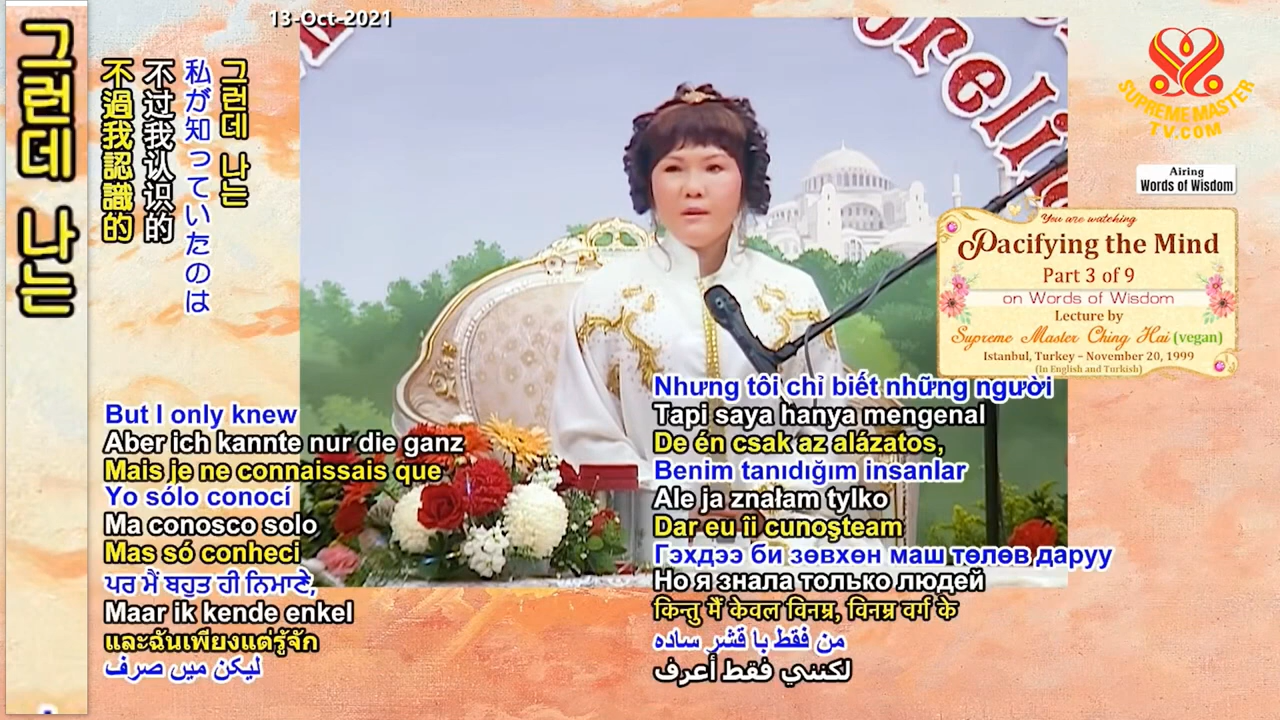 13-Oct-2021
그런데 나는
不過我認識的
不过我认识的
私が知っていたのは
그런데 나는
oreli
SUPREME MASTER
TV.COM
Airing
Words of Wisdom
You are watching
Pacifying the Mind
Part 3 of 9
on Words of Wisdom
Lecture by
Supreme Master Ching Hai (vegan)
Istanbul, Turkey – November 20, 1999
(In English and Turkish)
But I only knew
Aber ich kannte nur die ganz
Mais je ne connaissais que
Yo sólo conocí
Ma conosco solo
Mas só conheci
ਪਰ ਮੈਂ ਬਹੁਤ ਹੀ ਨਿਮਾਣੇ,
Maar ik kende enkel
และฉันเพียงแต่รู้จัก
لیکن میں صرف
Nhưng tôi chỉ biết những người
Tapi saya hanya mengenal
De én csak az alázatos,
Benim tanıdığım insanlar
Ale ja znałam tylko
Dar eu îi cunoşteam
Гэхдээ би зөвхөн маш төлөв даруу
Но я знала только людей
किन्तु मैं केवल विनम्र, विनम्र वर्ग के
من فقط با قشر ساده
لكنني فقط أعرف